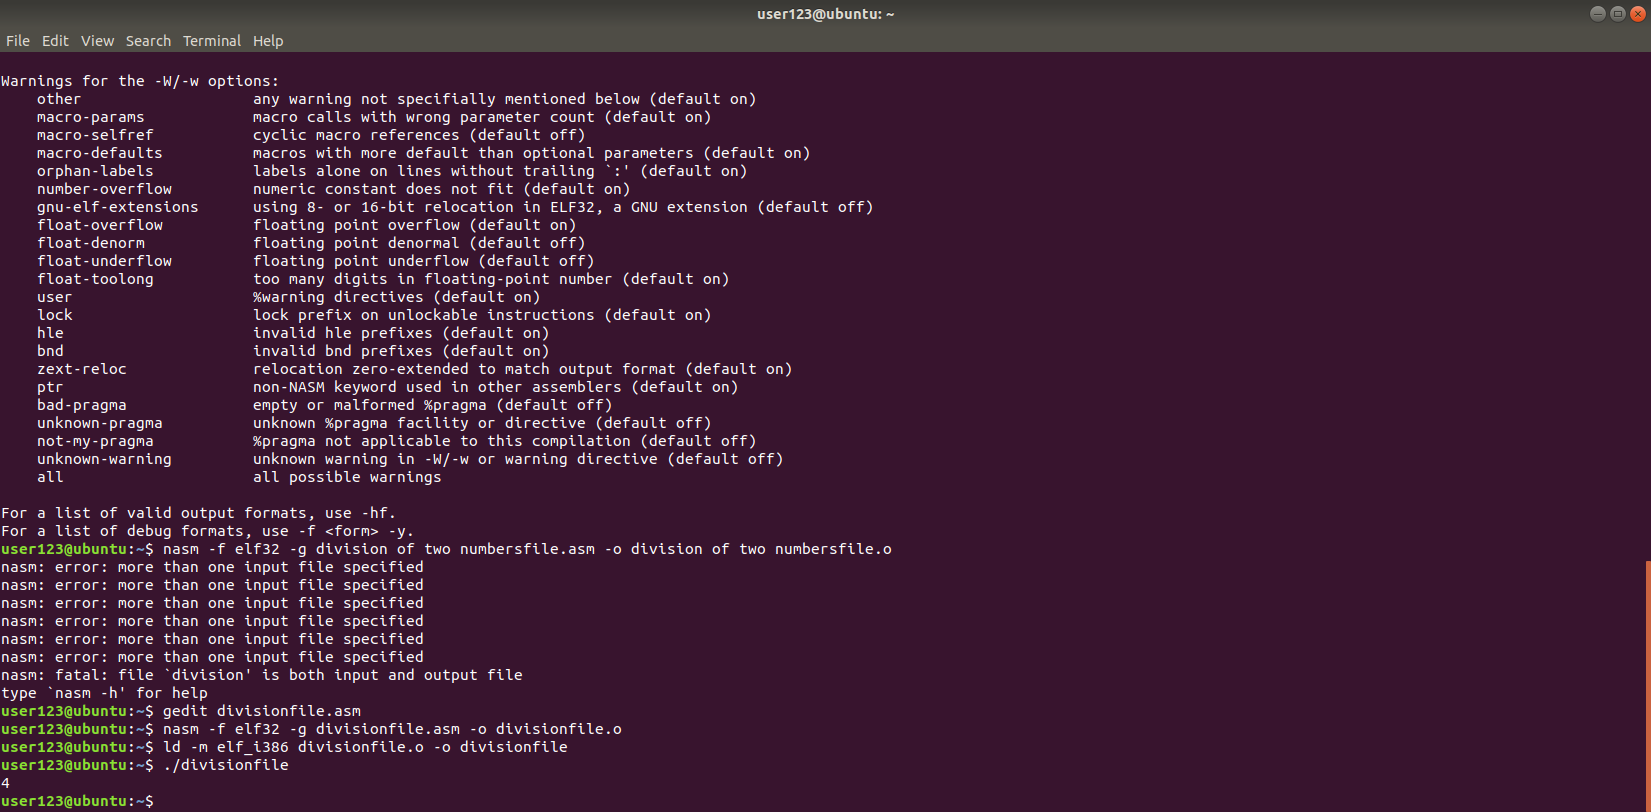 user123@ubuntu: ~
File Edit View Search Terminal Help
Warnings for the -W/-w options:
other any warning not specifially mentioned below (default on)
macro-params macro calls with wrong parameter count (default on)
macro-selfref cyclic macro references (default off)
macro-defaults macros with more default than optional parameters (default on)
orphan-labels labels alone on lines without trailing `:' (default on)
number-overflow numeric constant does not fit (default on)
gnu-elf-extensions using 8- or 16-bit relocation in ELF32, a GNU extension (default off)
float-overflow floating point overflow (default on)
float-denorm floating point denormal (default off)
float-underflow floating point underflow (default off)
float-toolong too many digits in floating-point number (default on)
user %warning directives (default on)
lock lock prefix on unlockable instructions (default on)
hle invalid hle prefixes (default on)
bnd invalid bnd prefixes (default on)
zext-reloc relocation zero-extended to match output format (default on)
ptr non-NASM keyword used in other assemblers (default on)
bad-pragma empty or malformed %pragma (default off)
unknown-pragma unknown %pragma facility or directive (default off)
not-my-pragma %pragma not applicable to this compilation (default off)
unknown-warning unknown warning in -W/-w or warning directive (default off)
all all possible warnings
For a list of valid output formats, use -hf.
For a list of debug formats, use -f <form> -y.
user123@ubuntu:~$ nasm -f elf32 -g division of two numbersfile.asm -o division of two numbersfile.o
nasm: error: more than one input file specified
nasm: error: more than one input file specified
nasm: error: more than one input file specified
nasm: error: more than one input file specified
nasm: error: more than one input file specified
nasm: error: more than one input file specified
nasm: fatal: file `division' is both input and output file
type `nasm -h' for help
user123@ubuntu:~$ gedit divisionfile.asm
user123@ubuntu:~$ nasm -f elf32 -g divisionfile.asm -o divisionfile.o
user123@ubuntu:~$ ld -m elf_i386 divisionfile.o -o divisionfile
user123@ubuntu:~$ ./divisionfile
4
user123@ubuntu:~$